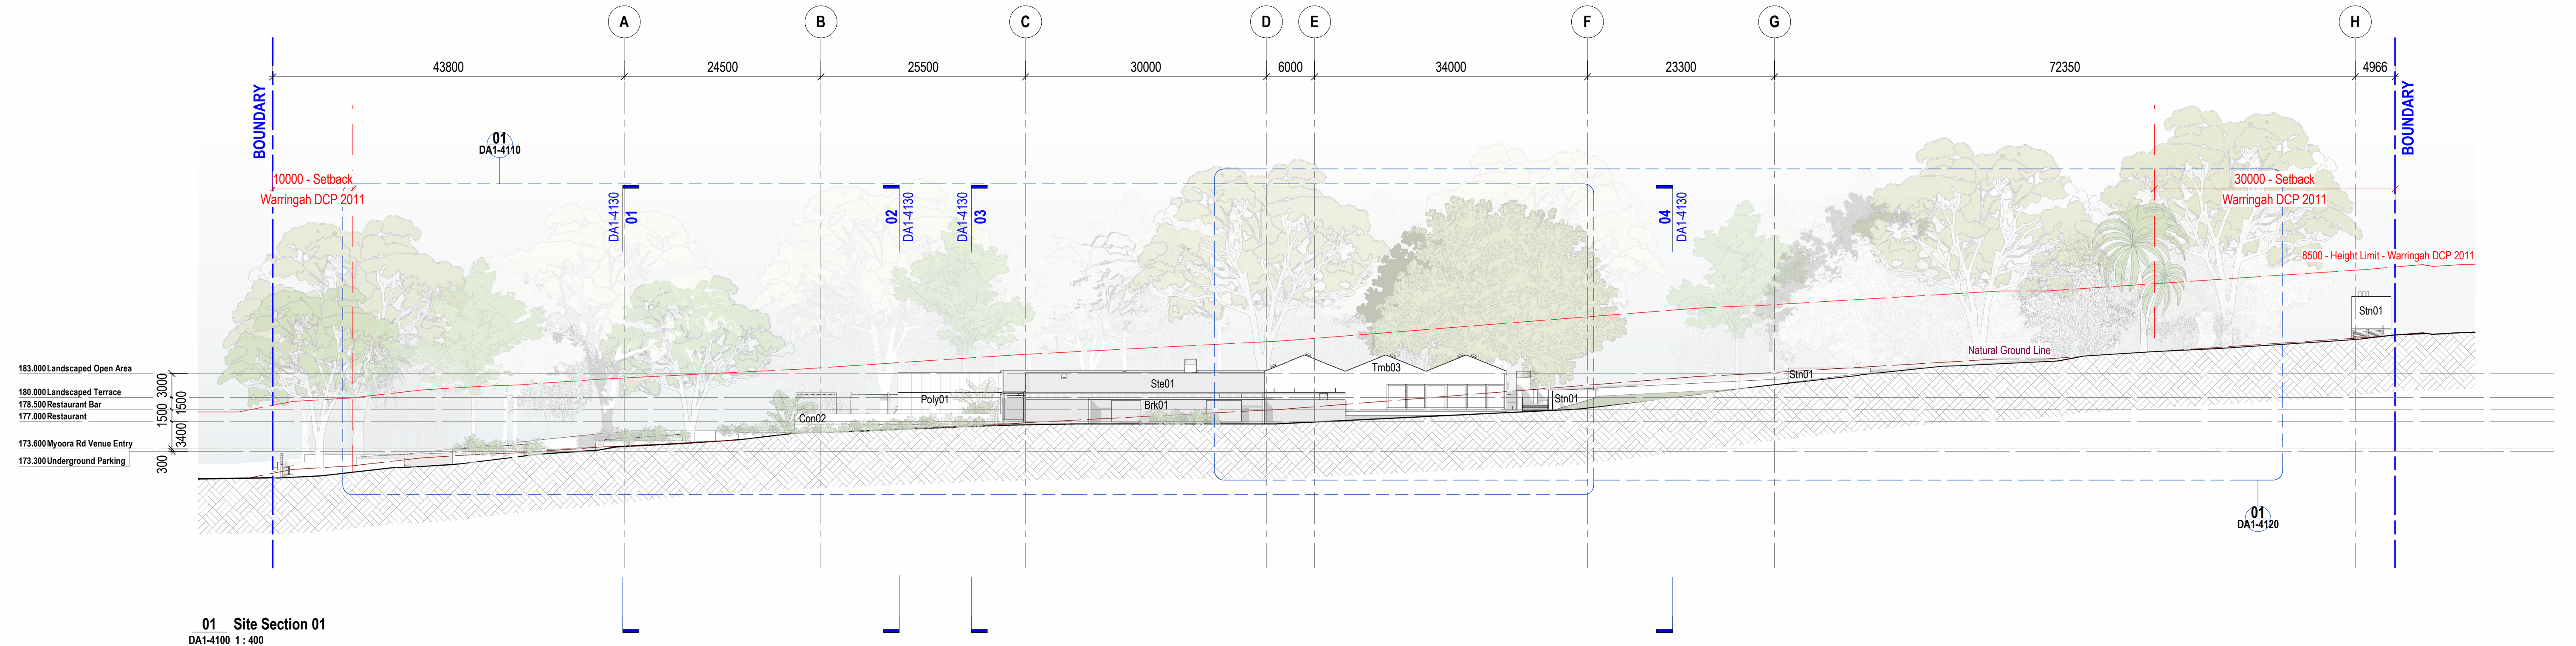 A B C D E F G H
43800 24500 25500 30000 6000 34000 23300 72350 4966
BOUNDARY
BOUNDARY
01
DA1-4110
10000 - Setback
Warringah DCP 2011
30000 - Setback
Warringah DCP 2011
DA1-4130
01
02
DA1-4130
DA1-4130
03
04
DA1-4130
8500 - Height Limit - Warringah DCP 2011
Stn01
Natural Ground Line
Stn01
Tmb03
Ste01
Poly01
Brk01
Stn01
Con02
183.000 Landscaped Open Area
180.000 Landscaped Terrace
178.500 Restaurant Bar
177.000 Restaurant
173.600 Myoora Rd Venue Entry
173.300 Underground Parking
3000
1500
1500
3400
300
01
DA1-4120
01 Site Section 01
DA1-4100 1 : 400